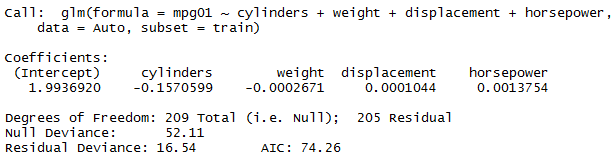 Call:  glm(formula = mpg01 ~ cylinders + weight + displacement + horsepower,
    data = Auto, subset = train)
Coefficients:
 (Intercept)    cylinders       weight  displacement   horsepower
   1.9936920   -0.1570599   -0.0002671     0.0001044    0.0013754
Degrees of Freedom: 209 Total (i.e. Null);  205 Residual
Null Deviance:      52.11
Residual Deviance: 16.54        AIC: 74.26